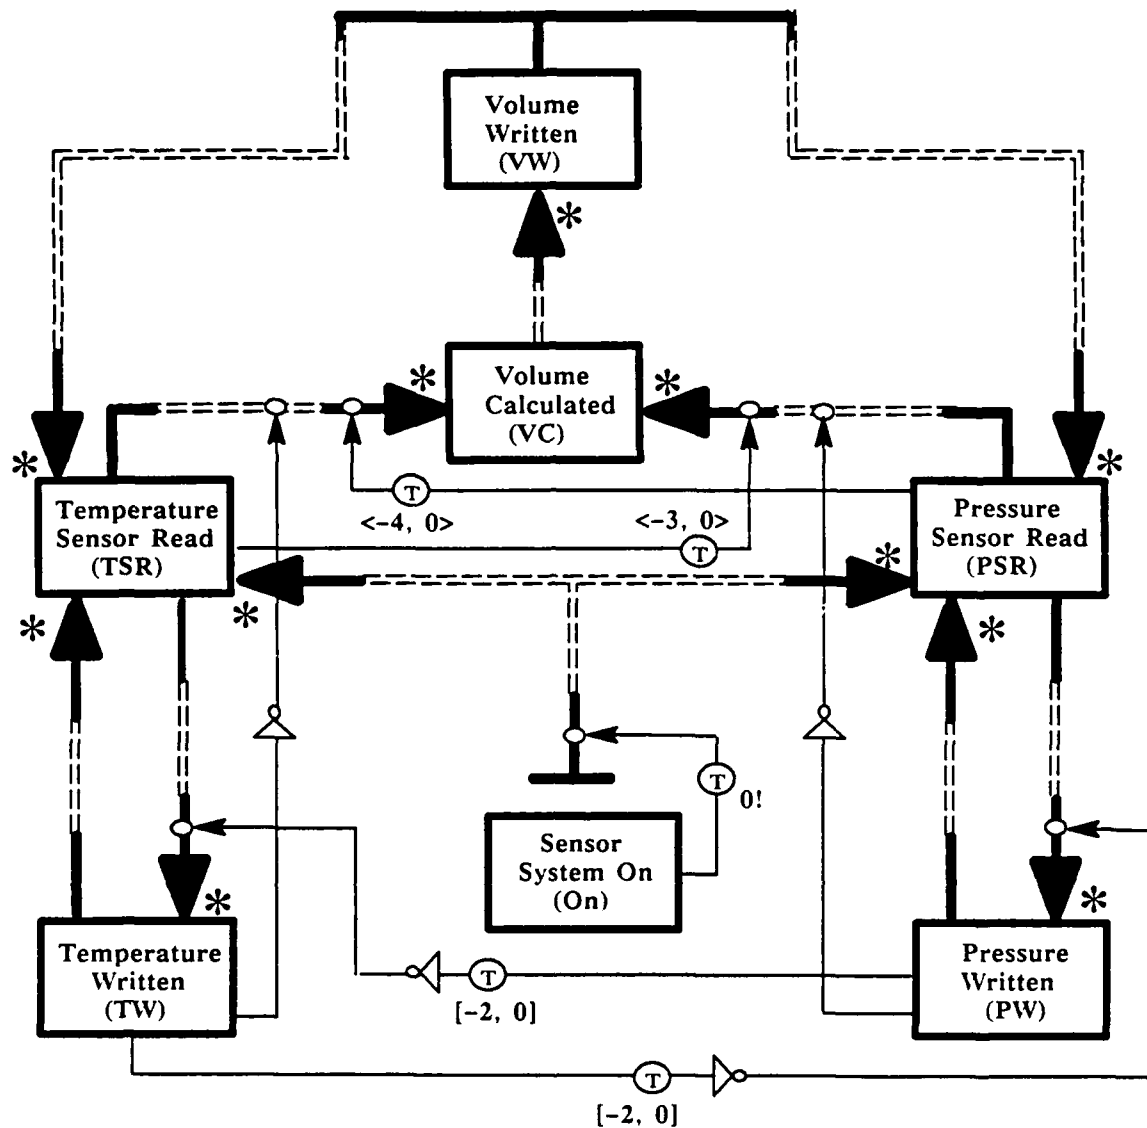 Volume
Written
(VW)
*
*
*
Volume
Calculated
(VC)
*
*
Temperature
Sensor Read
(TSR)
T
<-4, 0>
<-3, 0>
T
Pressure
Sensor Read
(PSR)
*
*
*
*
T
0!
Sensor
System On
(On)
*
*
Temperature
Written
(TW)
T
[-2, 0]
Pressure
Written
(PW)
T
[-2, 0]